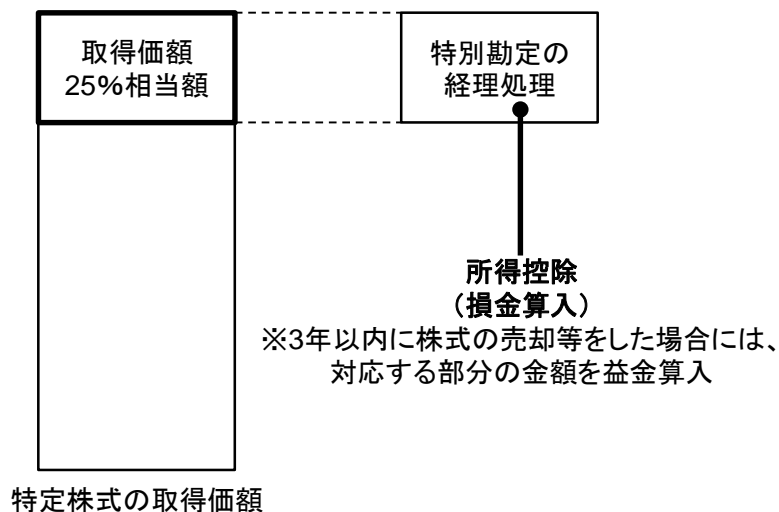 取得価額
25%相当額
特別勘定の
経理処理
所得控除
（損金算入）
※3年以内に株式の売却等をした場合には、
対応する部分の金額を益金算入
特定株式の取得価額